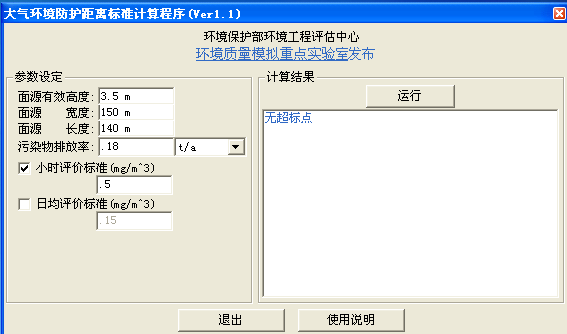 大气环境防护距离标准计算程序(Ver1.1)
环境保护部环境工程评估中心
环境质量模拟重点实验室发布
参数设定
面源有效高度: 3.5 m
面源 宽度: 150 m
面源 长度: 140 m
污染物排放率: .18 t/a
小时评价标准(mg/m^3)
.5
日均评价标准(mg/m^3)
.15
计算结果
运行
无超标点
退出 使用说明